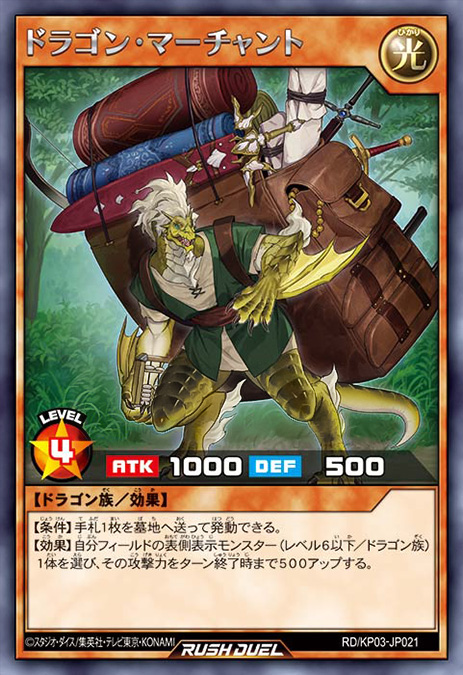 ドラゴン・マーチャント
ひかり
光
LEVEL
4
ATK 1000 DEF 500
【ドラゴン族／効果】
【条件】手札1枚を墓地へ送って発動できる。
【効果】自分フィールドの表側表示モンスター（レベル6以下／ドラゴン族）
1体を選び、その攻撃力をターン終了時まで500アップする。
©スタジオ・ダイス/集英社・テレビ東京・KONAMI
RUSH DUEL
RD/KP03-JP021